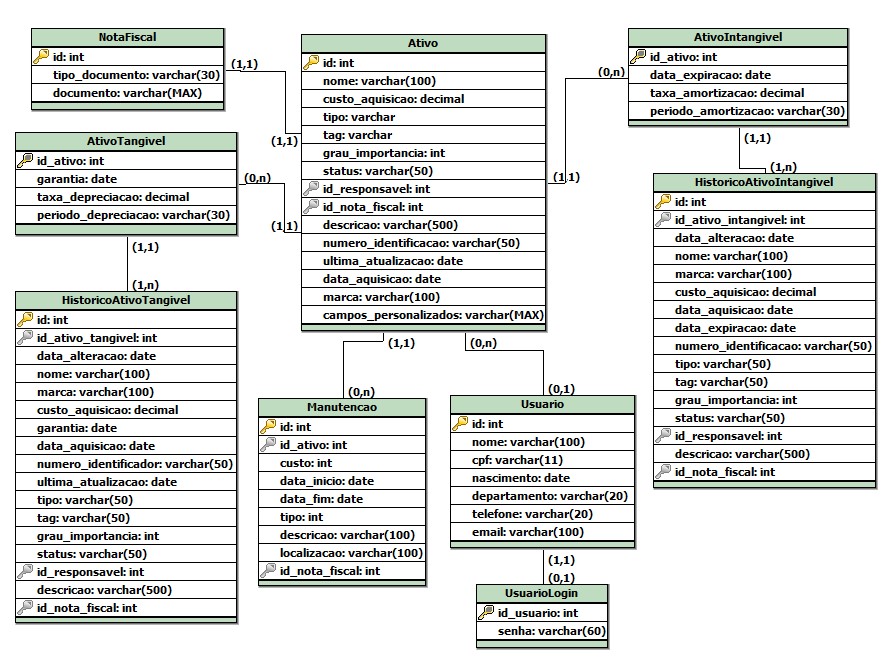 NotaFiscal
id: int
tipo_documento: varchar(30)
documento: varchar(MAX)
(1,1)
(1,1)
AtivoTangivel
id_ativo: int
garantia: date
taxa_depreciacao: decimal
periodo_depreciacao: varchar(30)
(0,n)
(1,1)
(1,1)
(1,n)
HistoricoAtivoTangivel
id: int
id_ativo_tangivel: int
data_alteracao: date
nome: varchar(100)
marca: varchar(100)
custo_aquisicao: decimal
garantia: date
data_aquisicao: date
numero_identificador: varchar(50)
ultima_atualizacao: date
tipo: varchar(50)
tag: varchar(50)
grau_importancia: int
status: varchar(50)
id_responsavel: int
descricao: varchar(500)
id_nota_fiscal: int
Ativo
id: int
nome: varchar(100)
custo_aquisicao: decimal
tipo: varchar
tag: varchar
grau_importancia: int
status: varchar(50)
id_responsavel: int
id_nota_fiscal: int
descricao: varchar(500)
numero_identificacao: varchar(50)
ultima_atualizacao: date
data_aquisicao: date
marca: varchar(100)
campos_personalizados: varchar(MAX)
(1,1)
(0,n)
(0,n)
(0,1)
Manutencao
id: int
id_ativo: int
custo: int
data_inicio: date
data_fim: date
tipo: int
descricao: varchar(100)
localizacao: varchar(100)
id_nota_fiscal: int
Usuario
id: int
nome: varchar(100)
cpf: varchar(11)
nascimento: date
departamento: varchar(20)
telefone: varchar(20)
email: varchar(100)
(1,1)
(0,1)
UsuarioLogin
id_usuario: int
senha: varchar(60)
AtivoIntangivel
id_ativo: int
data_expiracao: date
taxa_amortizacao: decimal
periodo_amortizacao: varchar(30)
(0,n)
(1,1)
(1,1)
(1,n)
HistoricoAtivoIntangivel
id: int
id_ativo_intangivel: int
data_alteracao: date
nome: varchar(100)
marca: varchar(100)
custo_aquisicao: decimal
data_aquisicao: date
data_expiracao: date
numero_identificacao: varchar(50)
tipo: varchar(50)
tag: varchar(50)
grau_importancia: int
status: varchar(50)
id_responsavel: int
descricao: varchar(500)
id_nota_fiscal: int